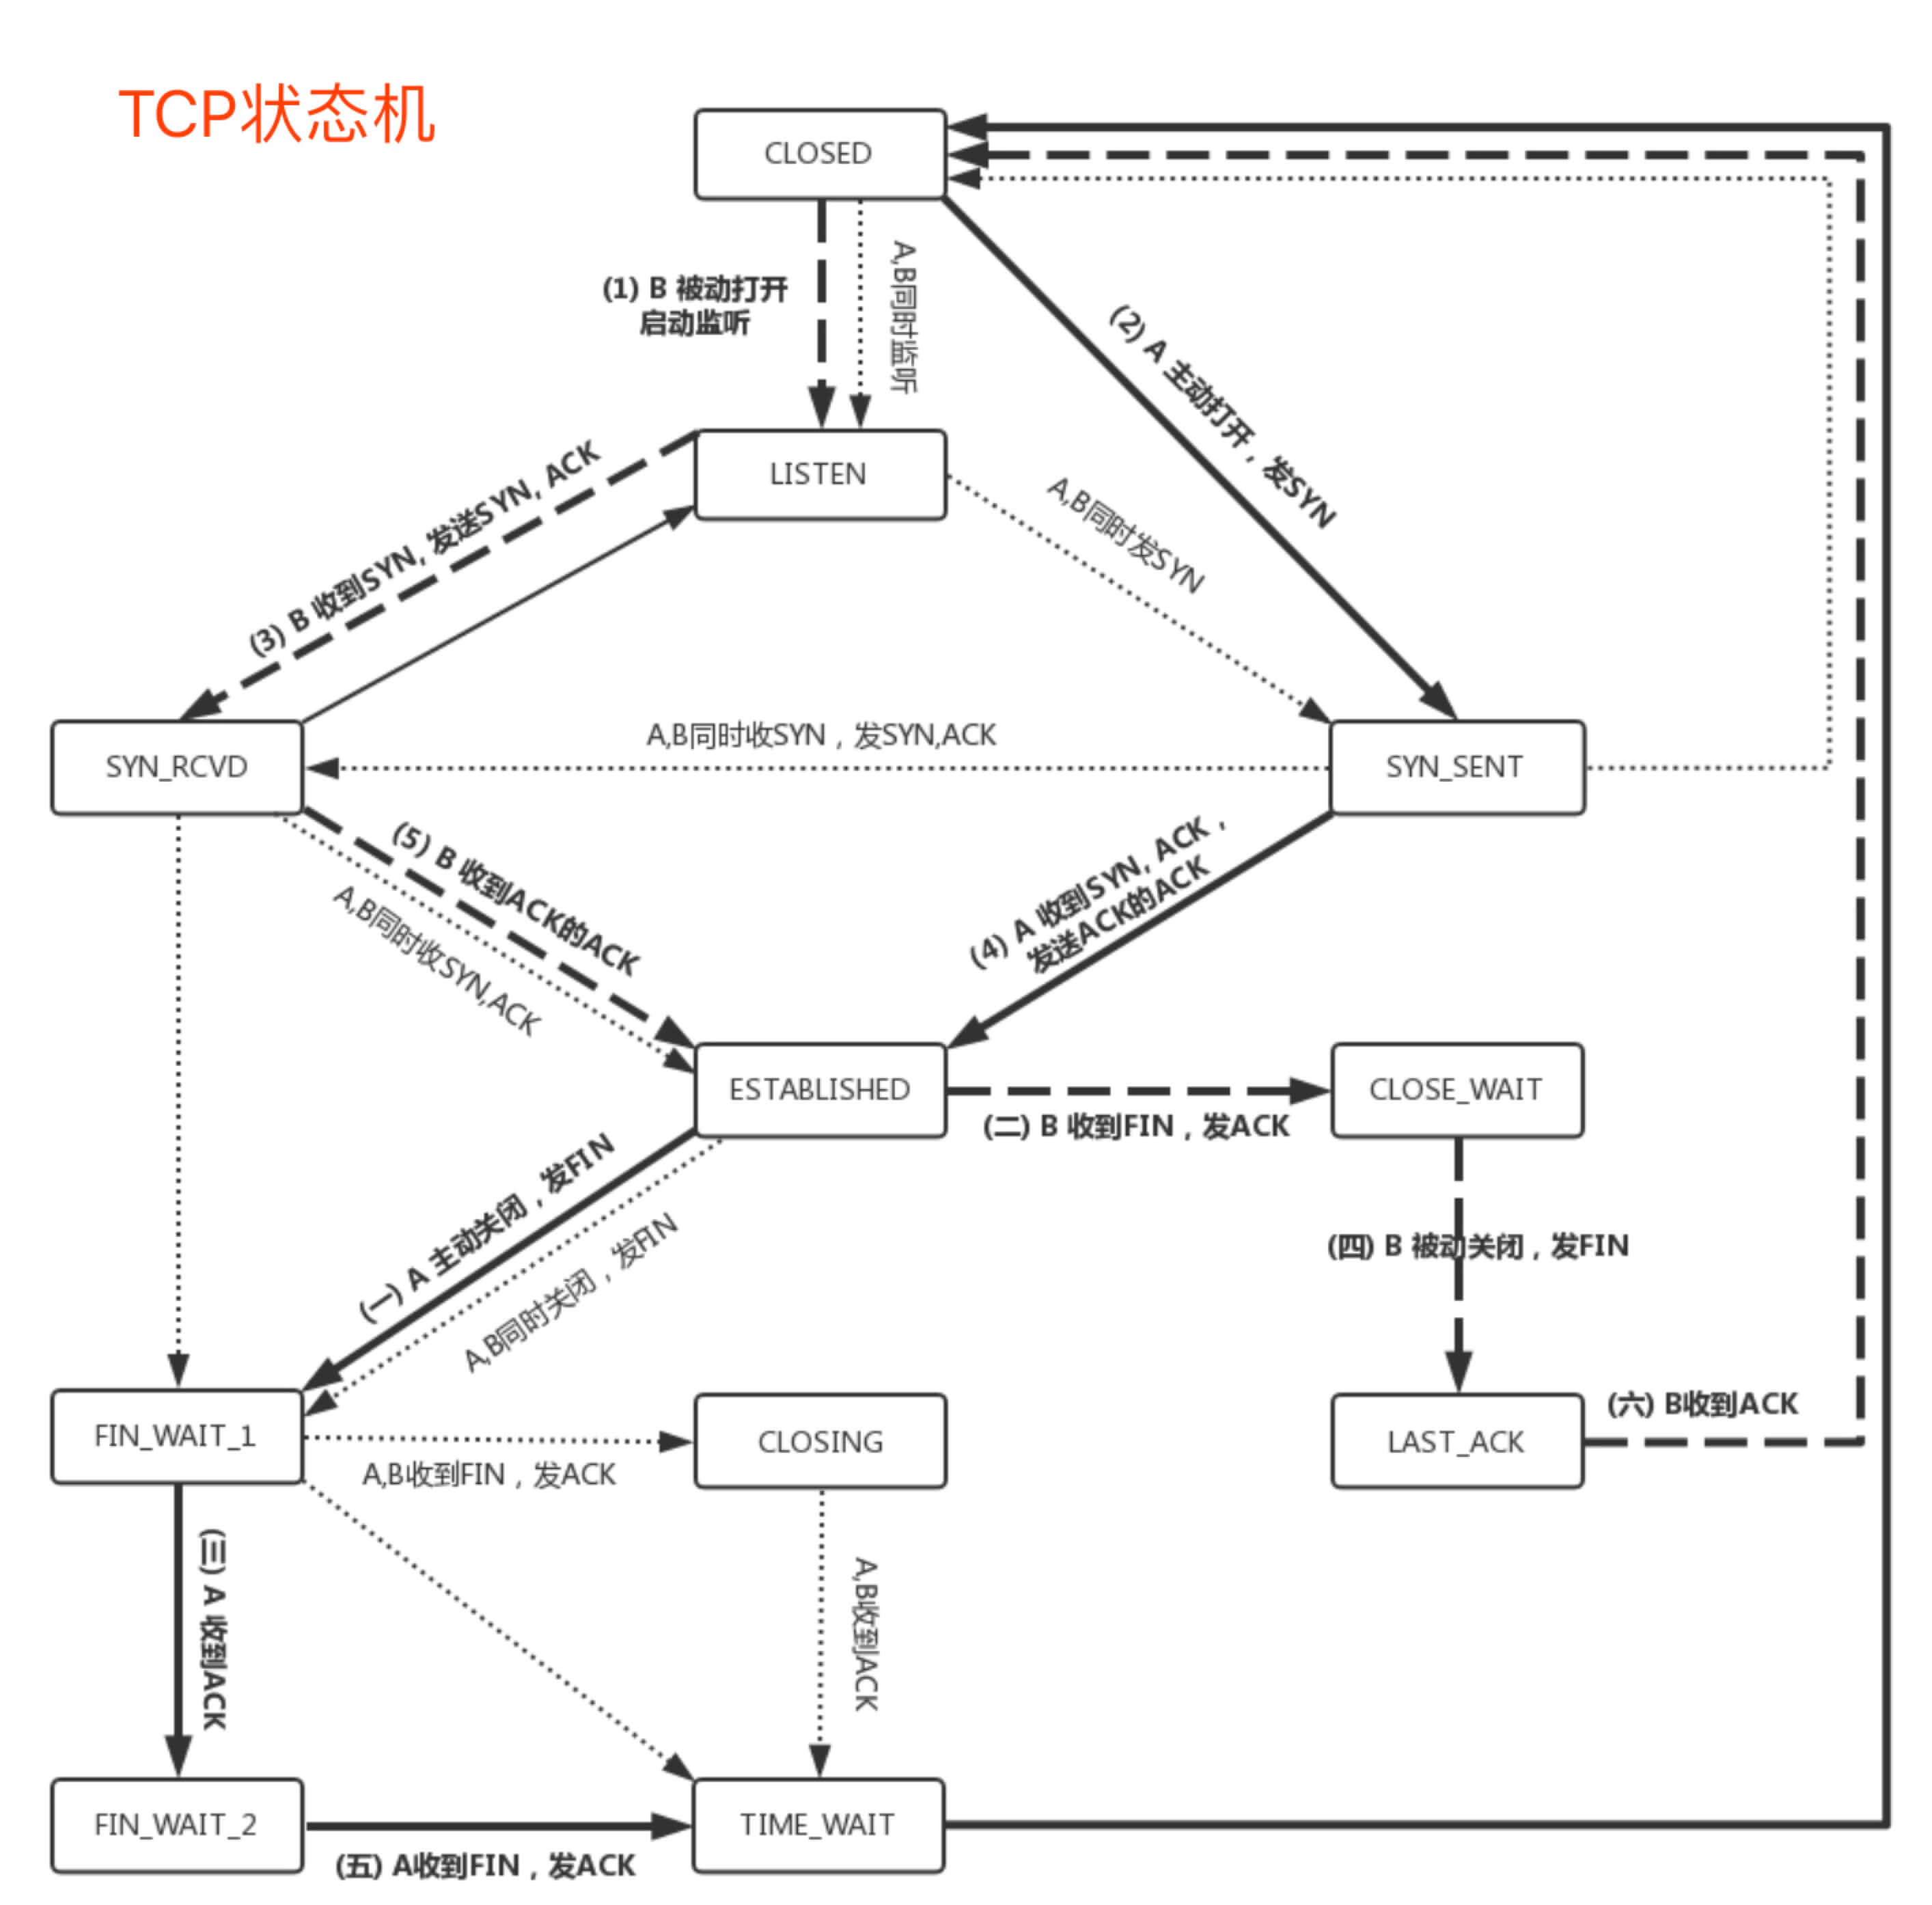 TCP状态机
CLOSED
(1) B 被动打开
启动监听
A,B同时监听
(2) A 主动打开，发SYN
LISTEN
(3) B 收到SYN, 发送SYN, ACK
A,B同时发SYN
A,B同时收SYN，发SYN,ACK
SYN_RCVD
SYN_SENT
(5) B 收到ACK的ACK
A,B同时收SYN,ACK
(4) A 收到SYN, ACK，
发送ACK的ACK
ESTABLISHED
CLOSE_WAIT
(二) B 收到FIN，发ACK
(一) A 主动关闭，发FIN
A,B同时关闭，发FIN
(四) B 被动关闭，发FIN
FIN_WAIT_1
CLOSING
LAST_ACK
(六) B收到ACK
A,B收到FIN，发ACK
(三) A 收到ACK
A,B收到ACK
FIN_WAIT_2
TIME_WAIT
(五) A收到FIN，发ACK